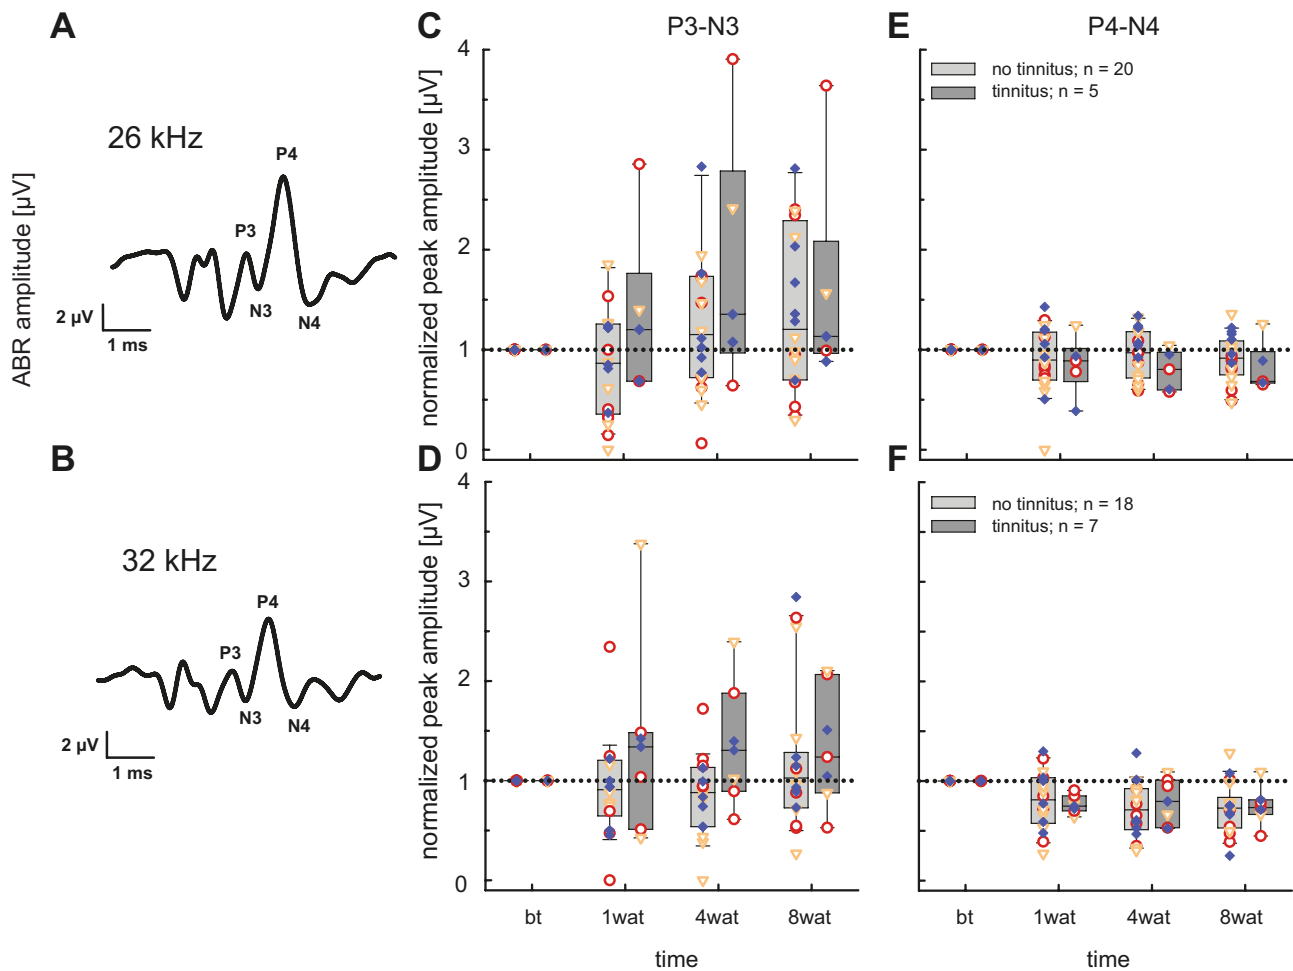 A
26 kHz
P4
P3
N3
N4
2 µV
1 ms
ABR amplitude [µV]
B
32 kHz
P4
P3
N3
N4
2 µV
1 ms
C
P3-N3
normalized peak amplitude [µV]
4
3
2
1
0
D
normalized peak amplitude [µV]
4
3
2
1
0
bt 1wat 4wat 8wat
time
E
P4-N4
no tinnitus; n = 20
tinnitus; n = 5
F
no tinnitus; n = 18
tinnitus; n = 7
bt 1wat 4wat 8wat
time